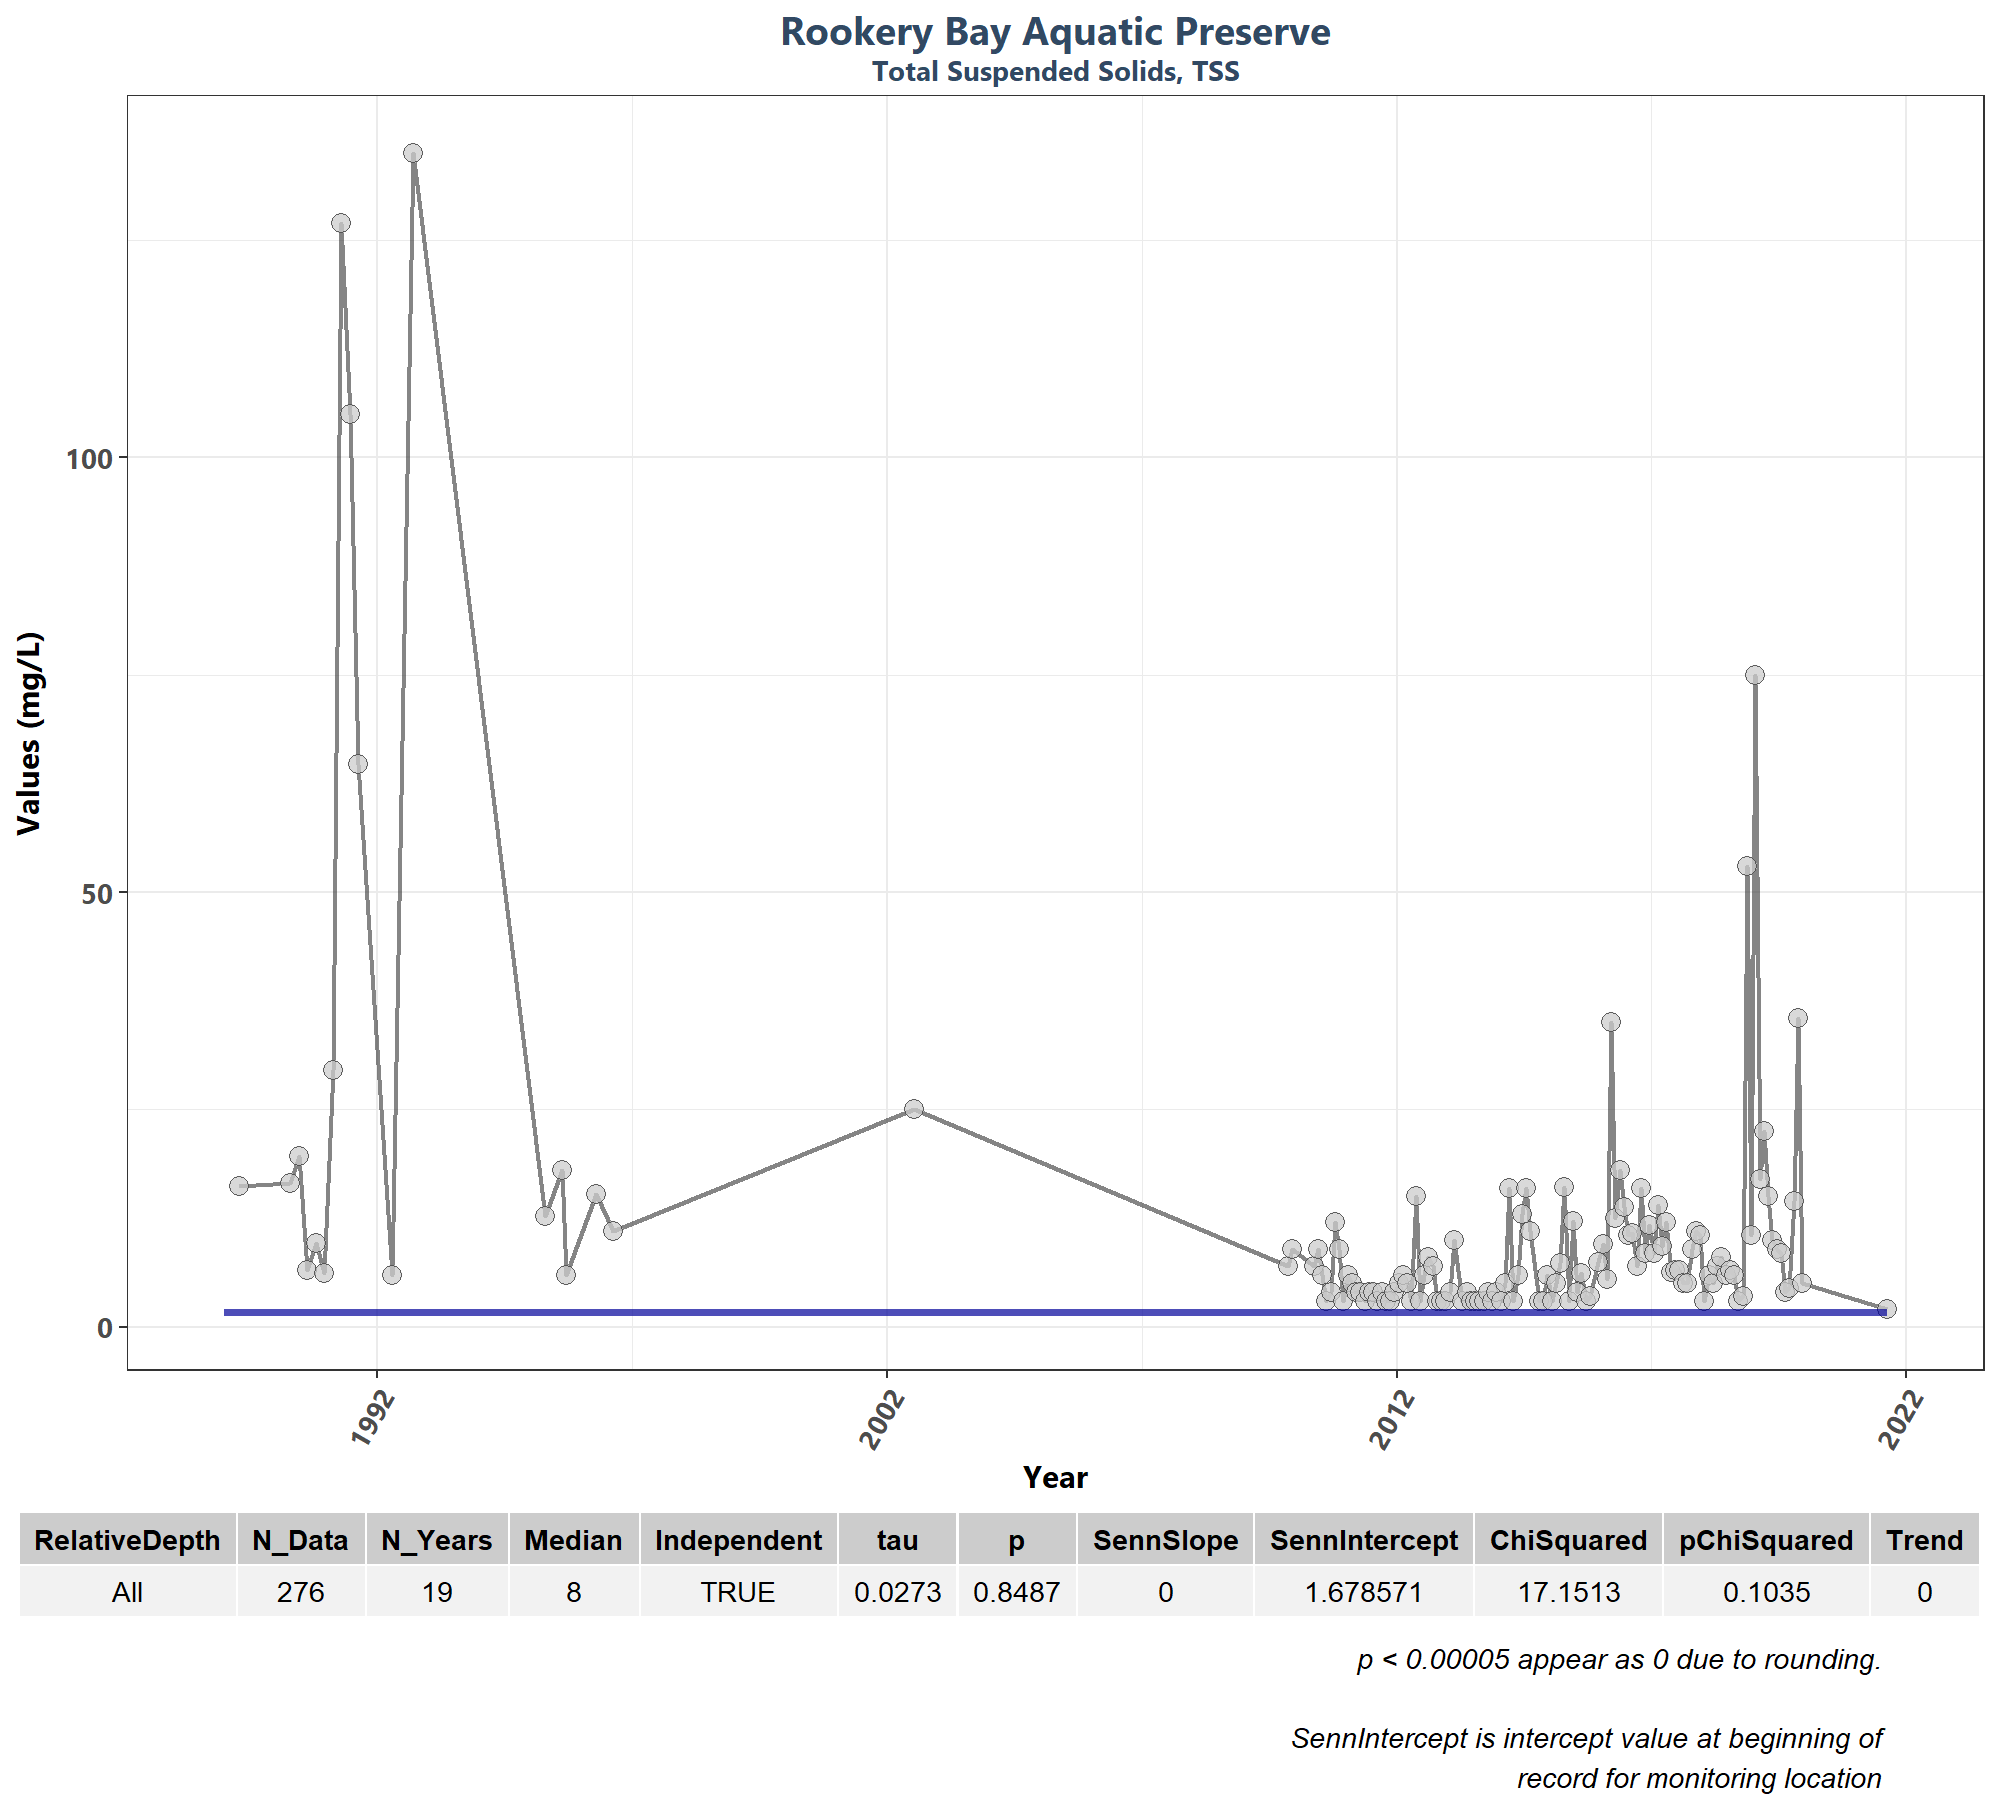 Rookery Bay Aquatic Preserve
Total Suspended Solids, TSS
Values (mg/L)
100
50
0
1992
2002
2012
2022
Year
RelativeDepth N_Data N_Years Median Independent tau p SennSlope SennIntercept ChiSquared pChiSquared Trend
All 276 19 8 TRUE 0.0273 0.8487 0 1.678571 17.1513 0.1035 0
p < 0.00005 appear as 0 due to rounding.
SennIntercept is intercept value at beginning of
record for monitoring location